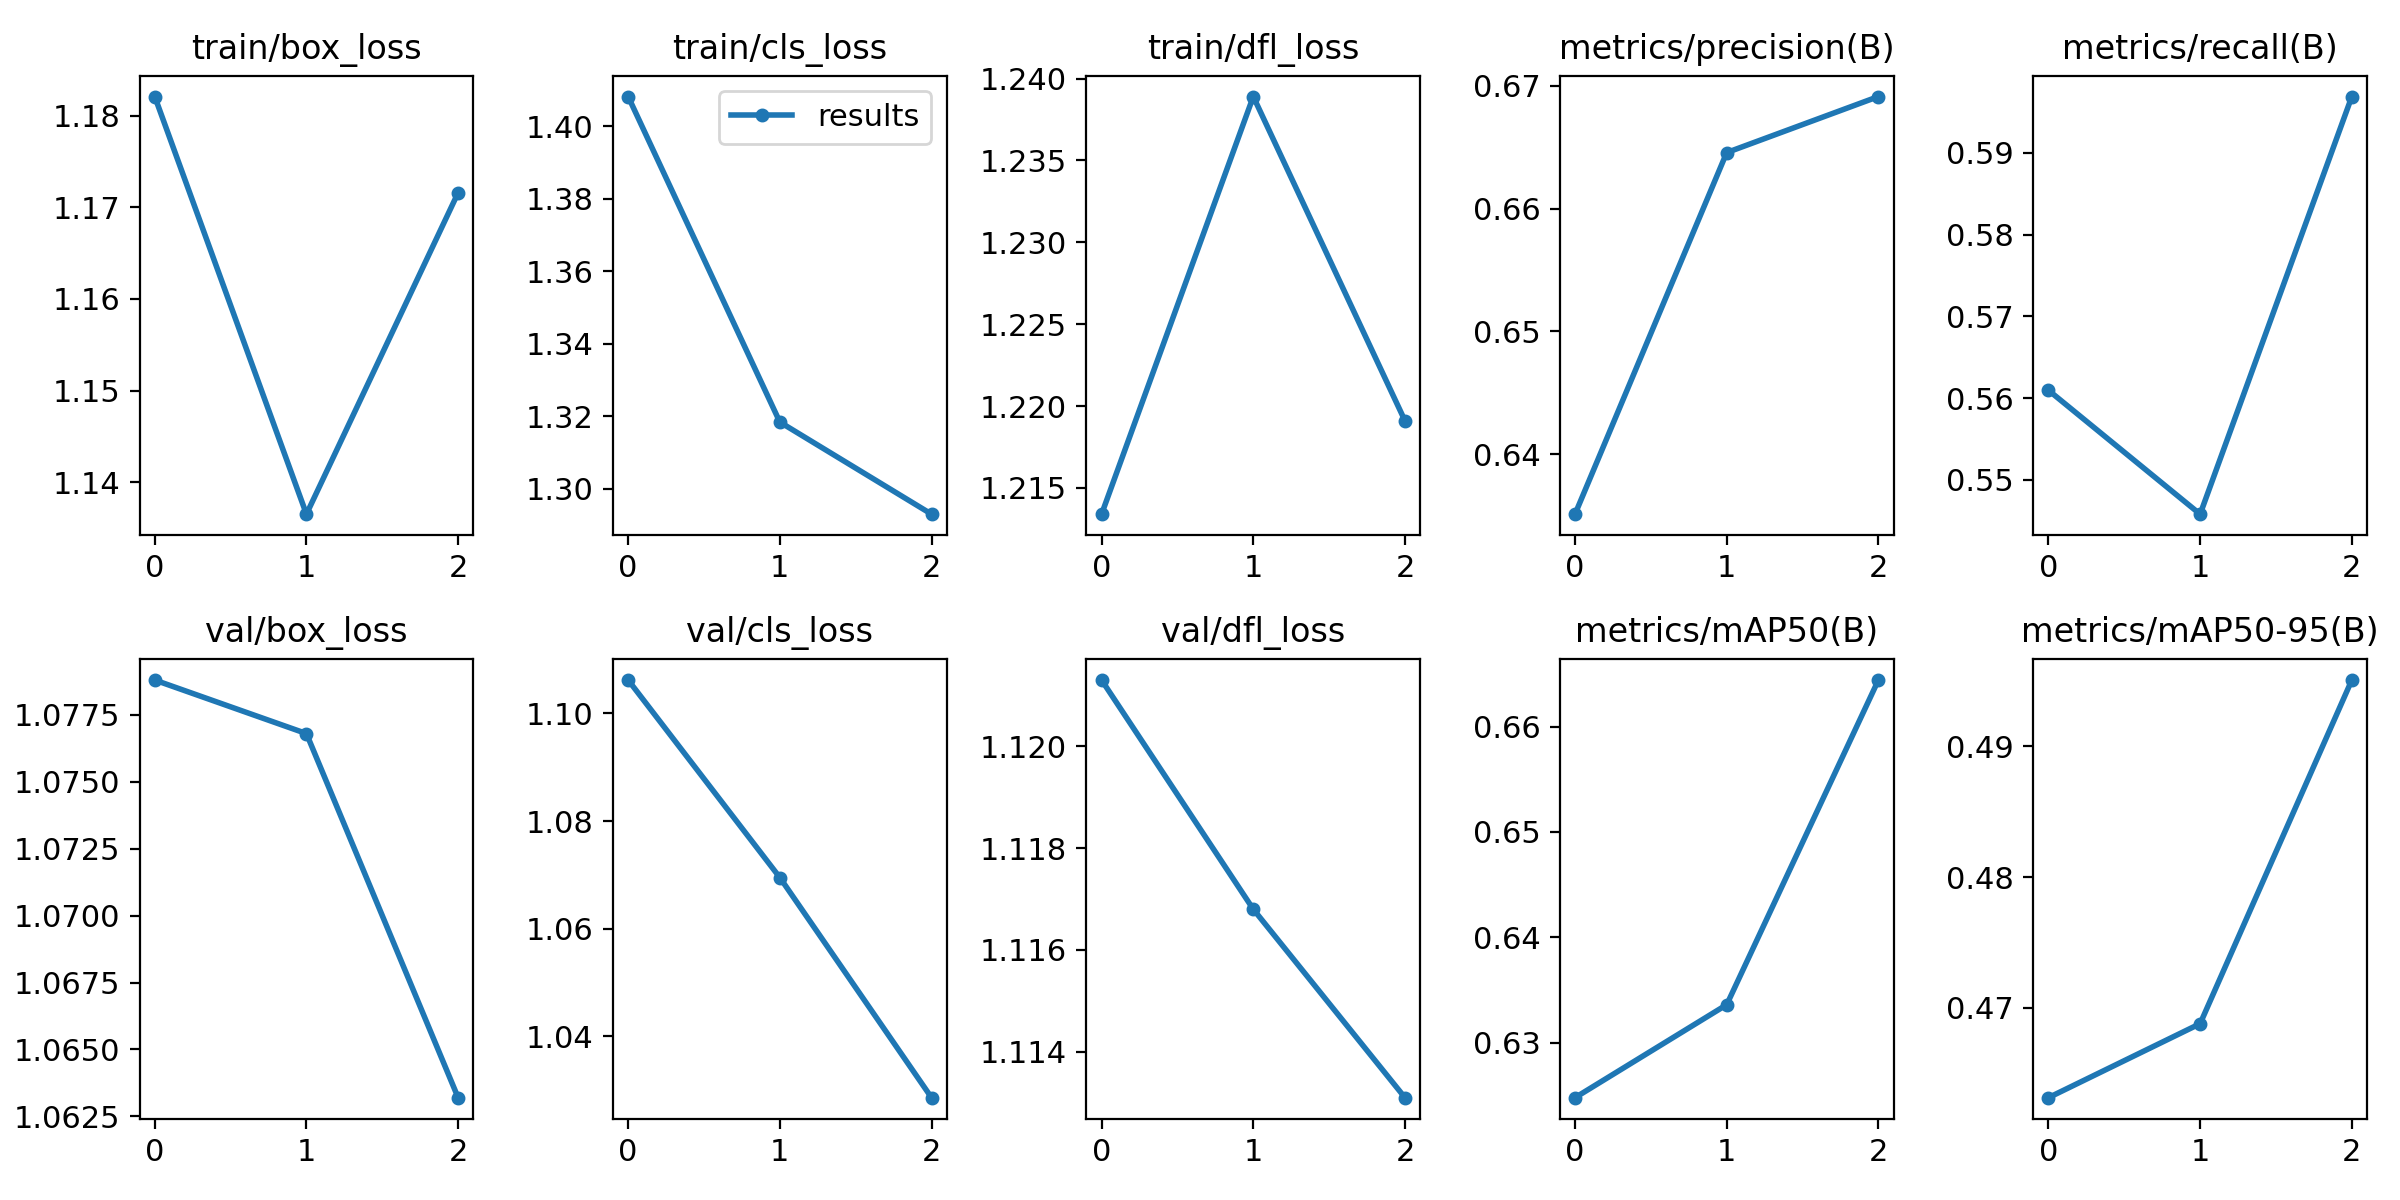 train/box_loss
1.18
1.17
1.16
1.15
1.14
0 1 2
train/cls_loss
results
1.40
1.38
1.36
1.34
1.32
1.30
0 1 2
train/dfl_loss
1.240
1.235
1.230
1.225
1.220
1.215
0 1 2
metrics/precision(B)
0.67
0.66
0.65
0.64
0 1 2
metrics/recall(B)
0.59
0.58
0.57
0.56
0.55
0 1 2
val/box_loss
1.0775
1.0750
1.0725
1.0700
1.0675
1.0650
1.0625
0 1 2
val/cls_loss
1.10
1.08
1.06
1.04
0 1 2
val/dfl_loss
1.120
1.118
1.116
1.114
0 1 2
metrics/mAP50(B)
0.66
0.65
0.64
0.63
0 1 2
metrics/mAP50-95(B)
0.49
0.48
0.47
0 1 2